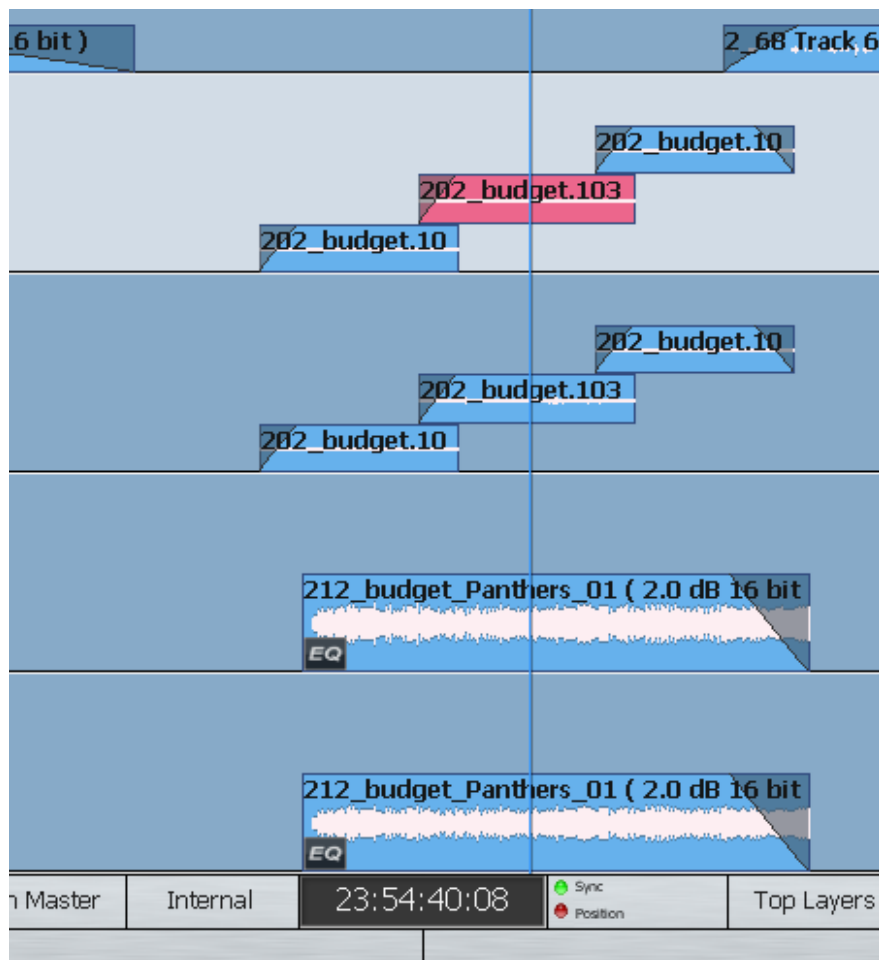 .6 bit )
2_68 Track 6
202_budget.10
202_budget.103
202_budget.10
202_budget.10
202_budget.103
202_budget.10
212_budget_Panthers_01 ( 2.0 dB 16 bit
EQ
212_budget_Panthers_01 ( 2.0 dB 16 bit
EQ
Master
Internal
23:54:40:08
Sync
Position
Top Layers